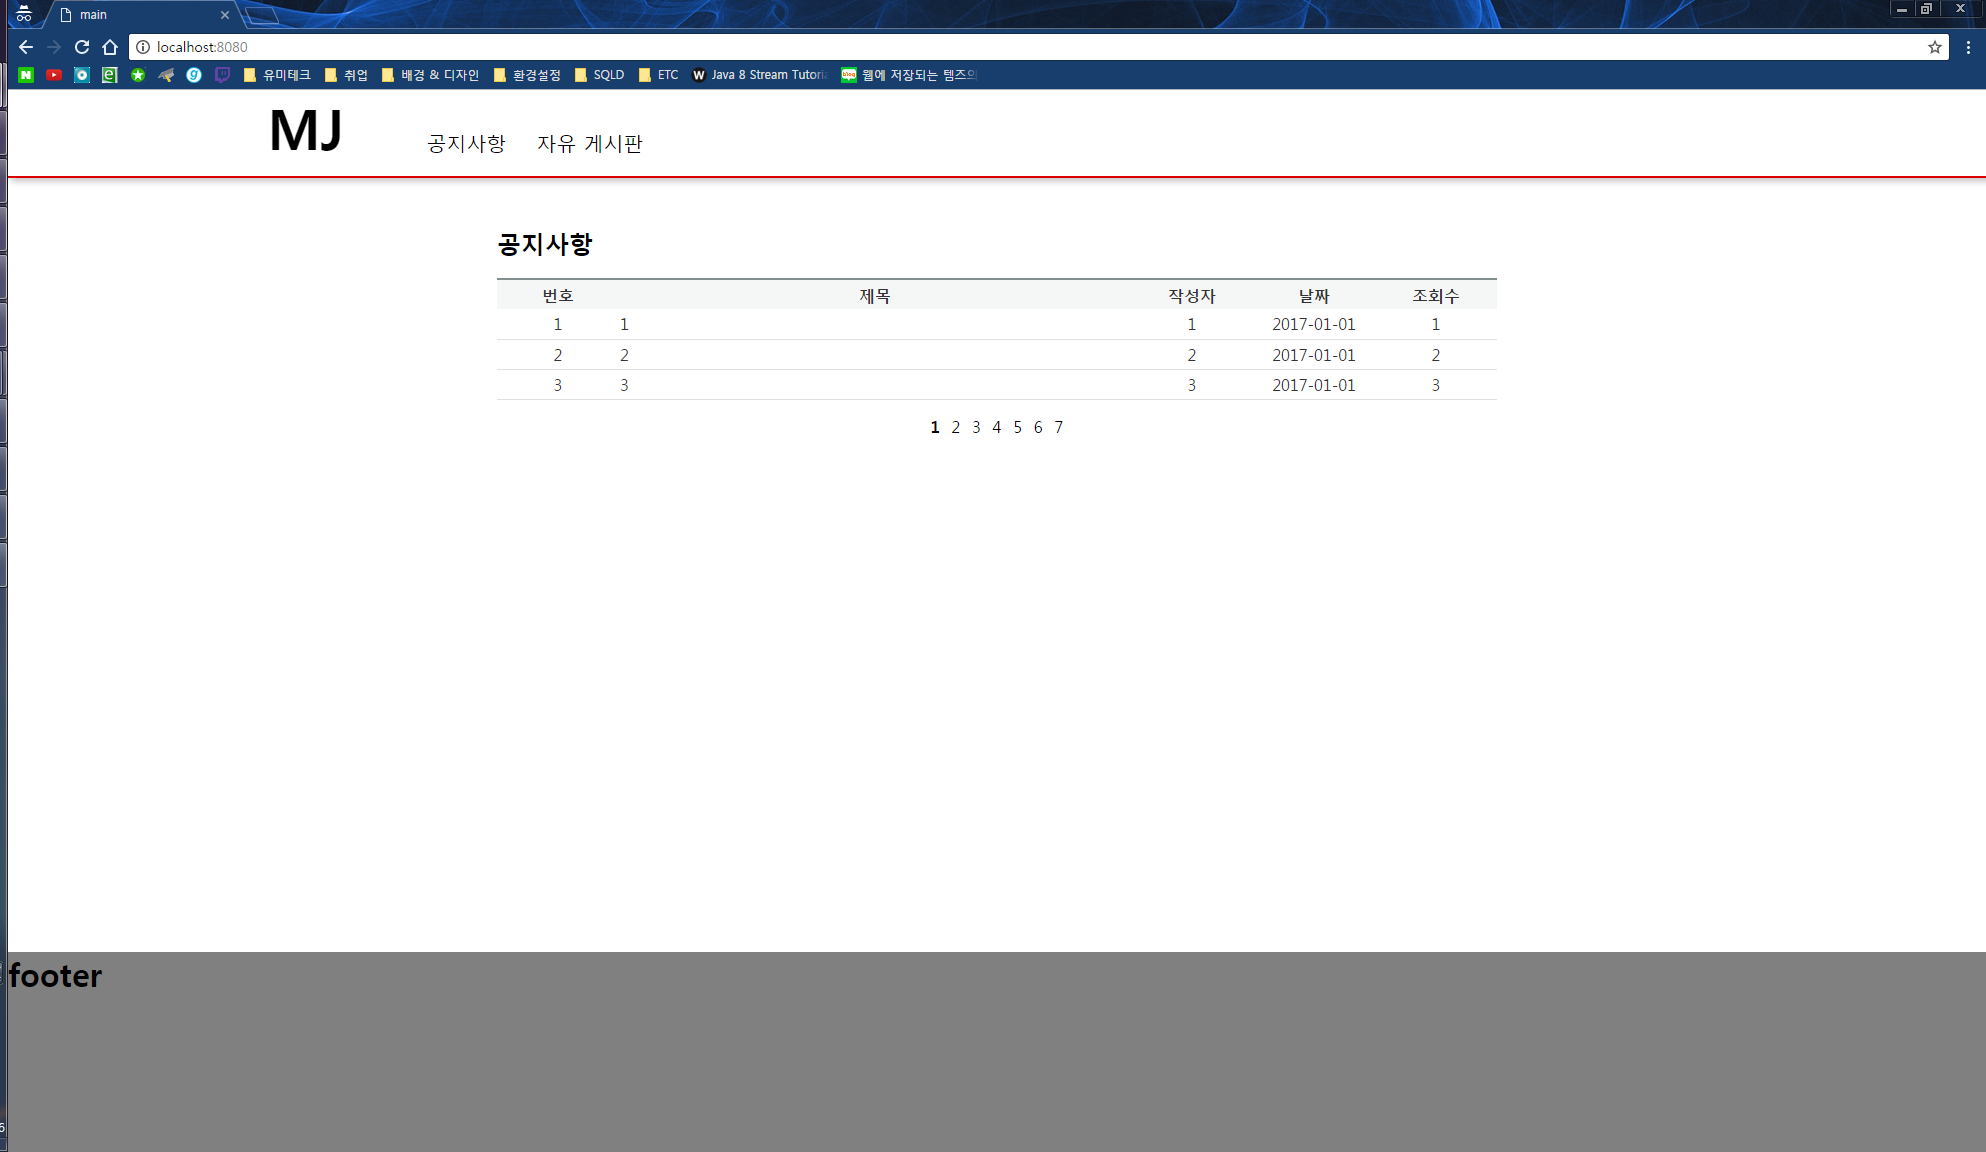 main
localhost:8080
유미테크 취업 배경 & 디자인 환경설정 SQLD ETC Java 8 Stream Tutoria 웹에 저장되는 템즈의
MJ 공지사항 자유 게시판
공지사항
번호 제목 작성자 날짜 조회수
1 1 1 2017-01-01 1
2 2 2 2017-01-01 2
3 3 3 2017-01-01 3
1 2 3 4 5 6 7
footer